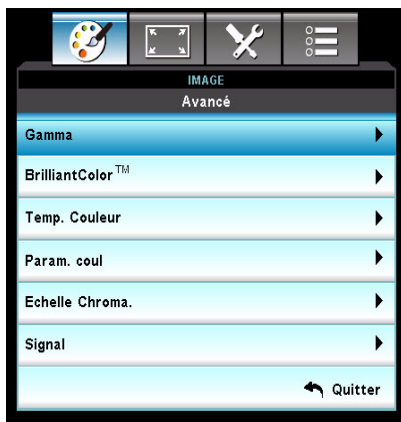 IMAGE
Avancé
Gamma
BrilliantColor™
Temp. Couleur
Param. coul
Echelle Chroma.
Signal
Quitter